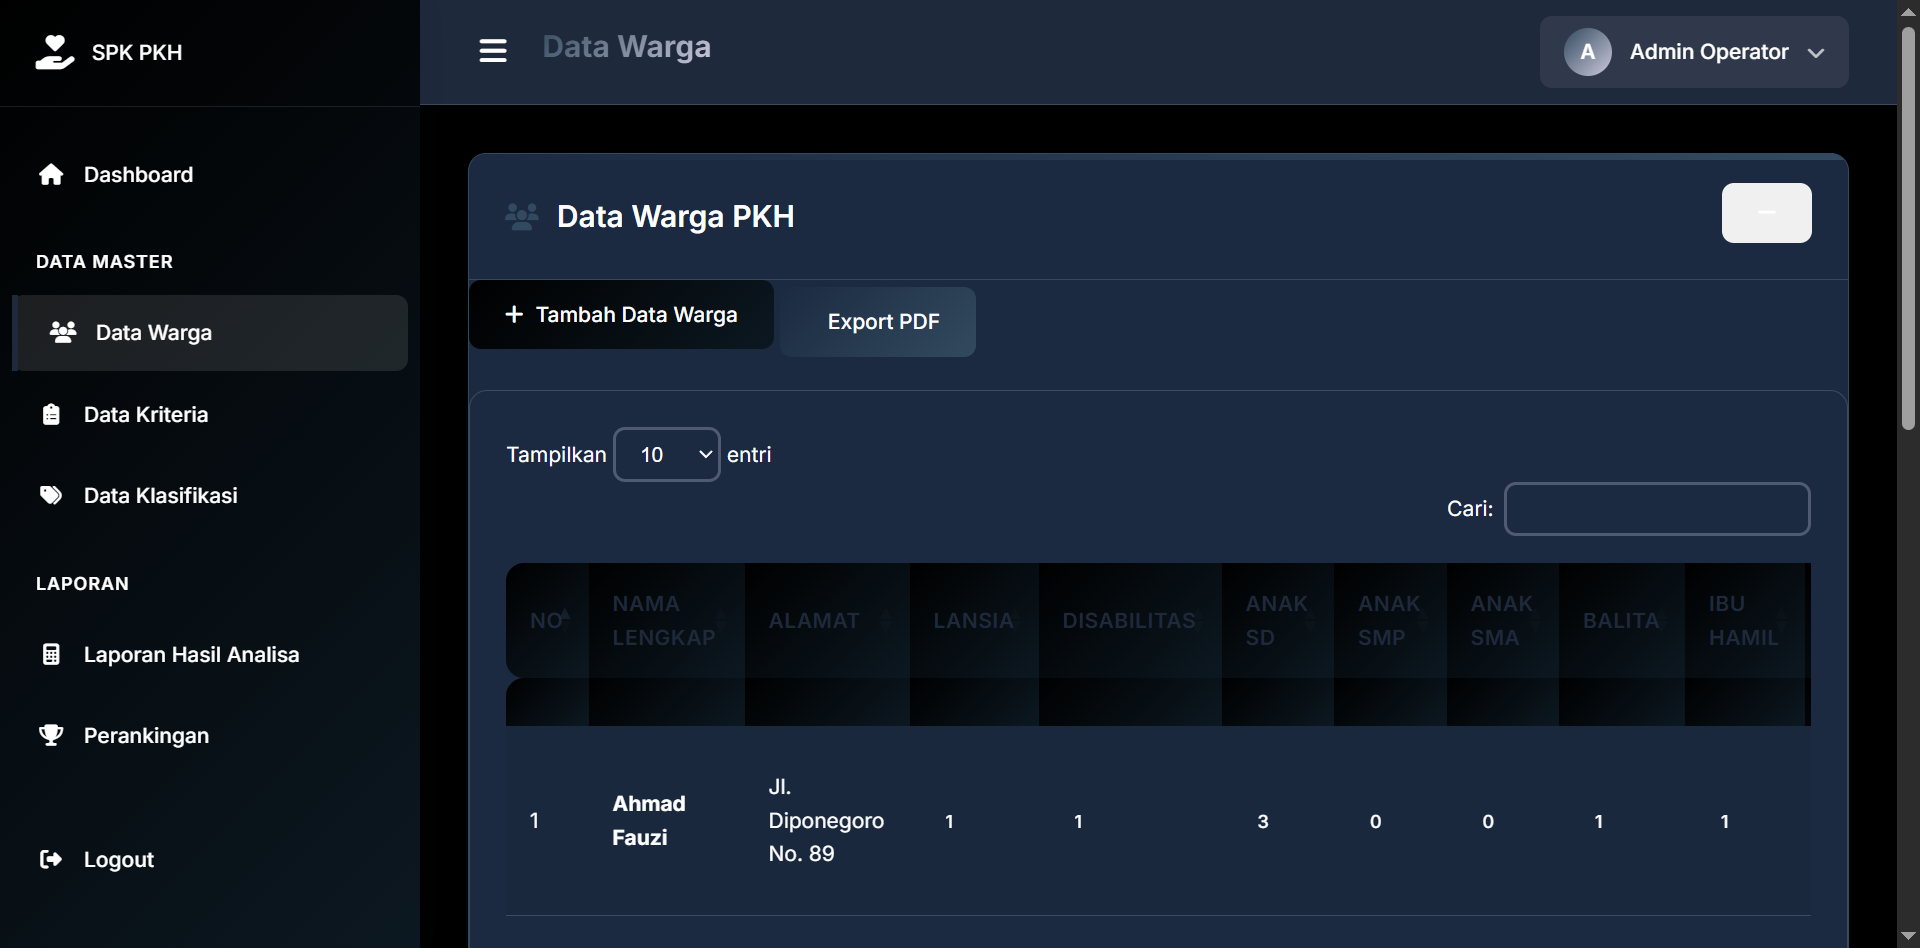 SPK PKH
Data Warga
A
Admin Operator
Dashboard
DATA MASTER
Data Warga
Data Kriteria
Data Klasifikasi
LAPORAN
Laporan Hasil Analisa
Perankingan
Logout
Data Warga PKH
+ Tambah Data Warga
Export PDF
Tampilkan 10 entri
Cari:
NO
NAMA
LENGKAP
ALAMAT
LANSIA
DISABILITAS
ANAK
SD
ANAK
SMP
ANAK
SMA
BALITA
IBU
HAMIL
1
Ahmad
Fauzi
Jl.
Diponegoro
No. 89
1
1
3
0
0
1
1